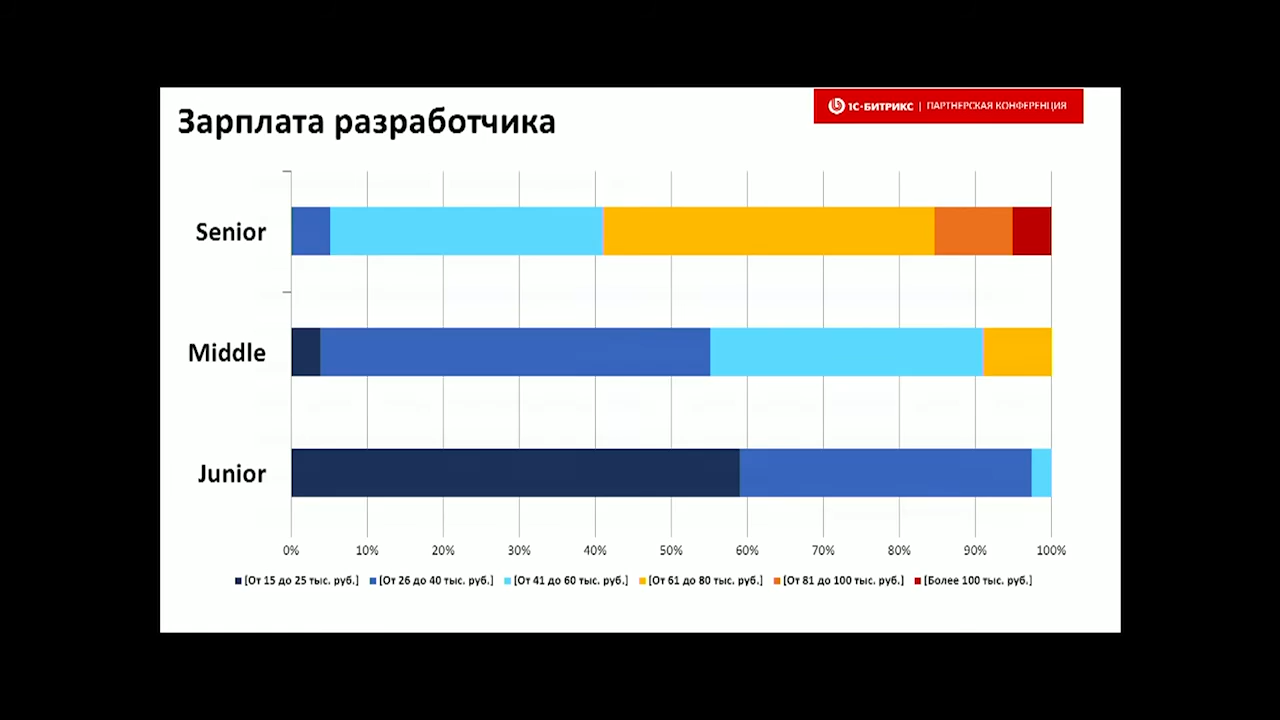 Зарплата разработчика
1С-БИТРИКС | ПАРТНЕРСКАЯ КОНФЕРЕНЦИЯ
Senior
Middle
Junior
0% 10% 20% 30% 40% 50% 60% 70% 80% 90% 100%
[От 15 до 25 тыс. руб.] [От 26 до 40 тыс. руб.] [От 41 до 60 тыс. руб.] [От 61 до 80 тыс. руб.] [От 81 до 100 тыс. руб.] [Более 100 тыс. руб.]